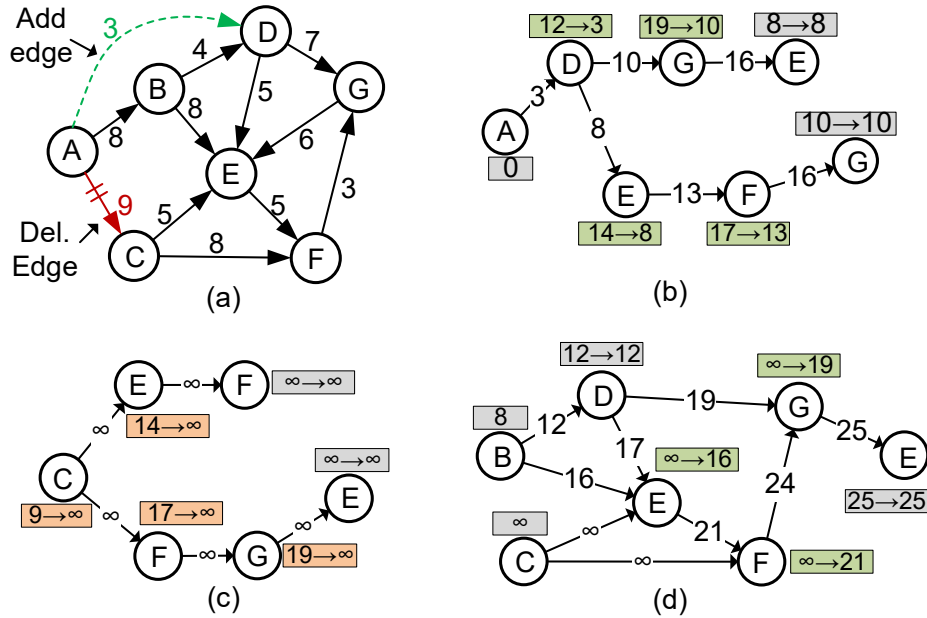 Add
edge
3
A
B
C
D
E
F
G
8
4
8
7
5
6
5
5
8
3
9
Del.
Edge
(a)
12→3
19→10
8→8
D
10
G
16
E
3
A
0
8
10→10
E
13
F
16
G
14→8
17→13
(b)
E
∞
F
∞→∞
∞
14→∞
C
9→∞
∞
17→∞
F
∞
G
19→∞
∞
E
∞→∞
(c)
12→12
∞→19
8
D
19
G
B
12
17
25
16
∞→16
E
E
25→25
∞
C
∞
21
24
∞
F
∞→21
(d)